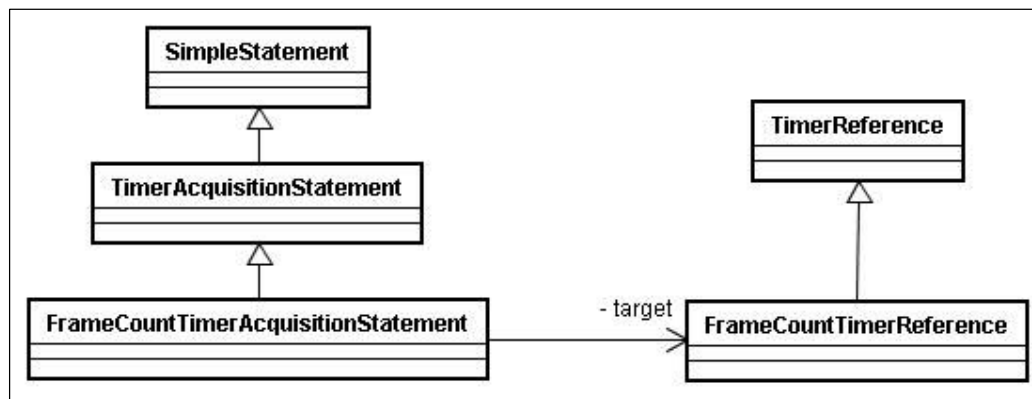 SimpleStatement
TimerReference
TimerAcquisitionStatement
- target
FrameCountTimerAcquisitionStatement
FrameCountTimerReference